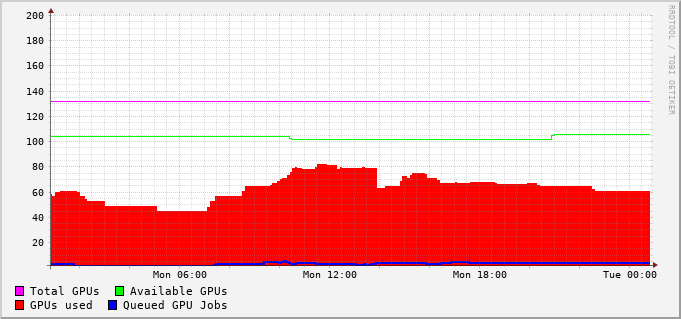 200
180
160
140
120
100
80
60
40
20
Mon 06:00 Mon 12:00 Mon 18:00 Tue 00:00
Total GPUs Available GPUs
GPUs used Queued GPU Jobs
RRDTOOL / TOBI OETIKER